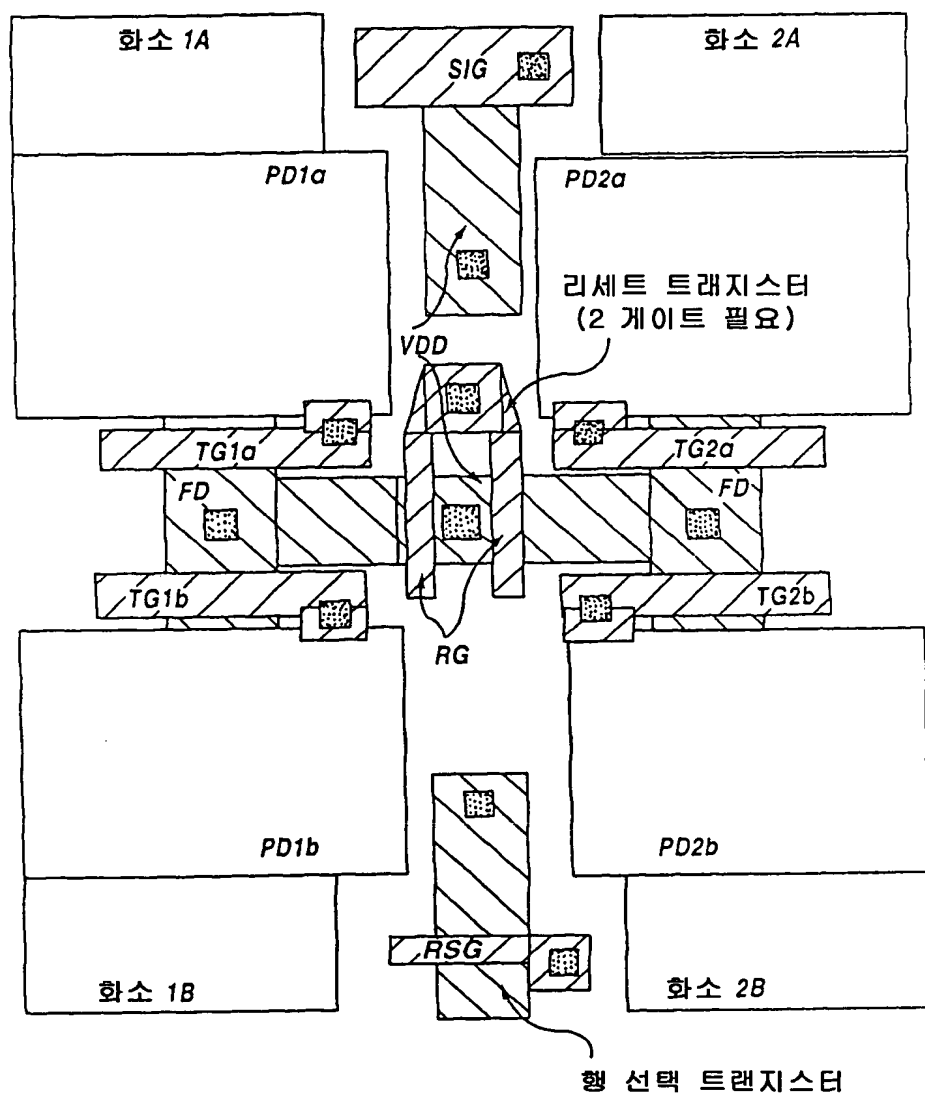 화소 1A
SIG
화소 2A
PD1a
PD2a
리세트 트래지스터
(2 게이트 필요)
VDD
TG1a
TG2a
FD
FD
TG1b
TG2b
RG
PD1b
PD2b
RSG
화소 1B
화소 2B
행 선택 트랜지스터